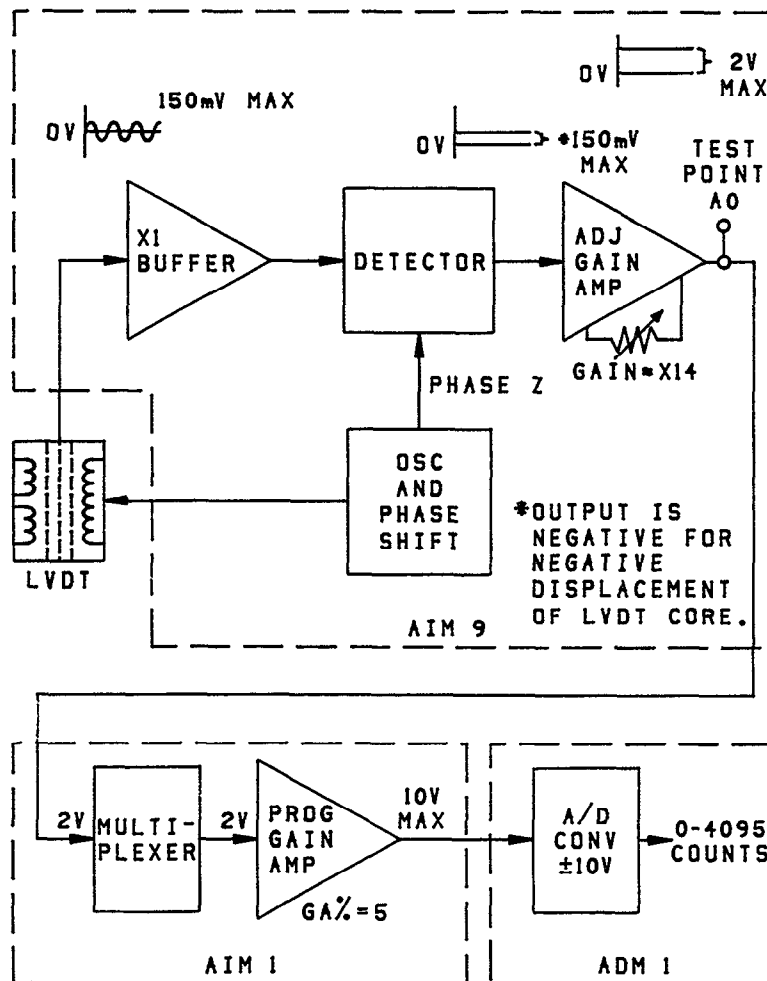 0V
2V
MAX
150mV MAX
0V
0V
*150mV
MAX
TEST
POINT
A0
X1
BUFFER
DETECTOR
ADJ
GAIN
AMP
GAIN≈X14
PHASE Z
OSC
AND
PHASE
SHIFT
LVDT
*OUTPUT IS
NEGATIVE FOR
NEGATIVE
DISPLACEMENT
OF LVDT CORE.
AIM 9
2V
MULTI-
PLEXER
2V
PROG
GAIN
AMP
GA%=5
10V
MAX
A/D
CONV
±10V
0-4095
COUNTS
AIM 1
ADM 1